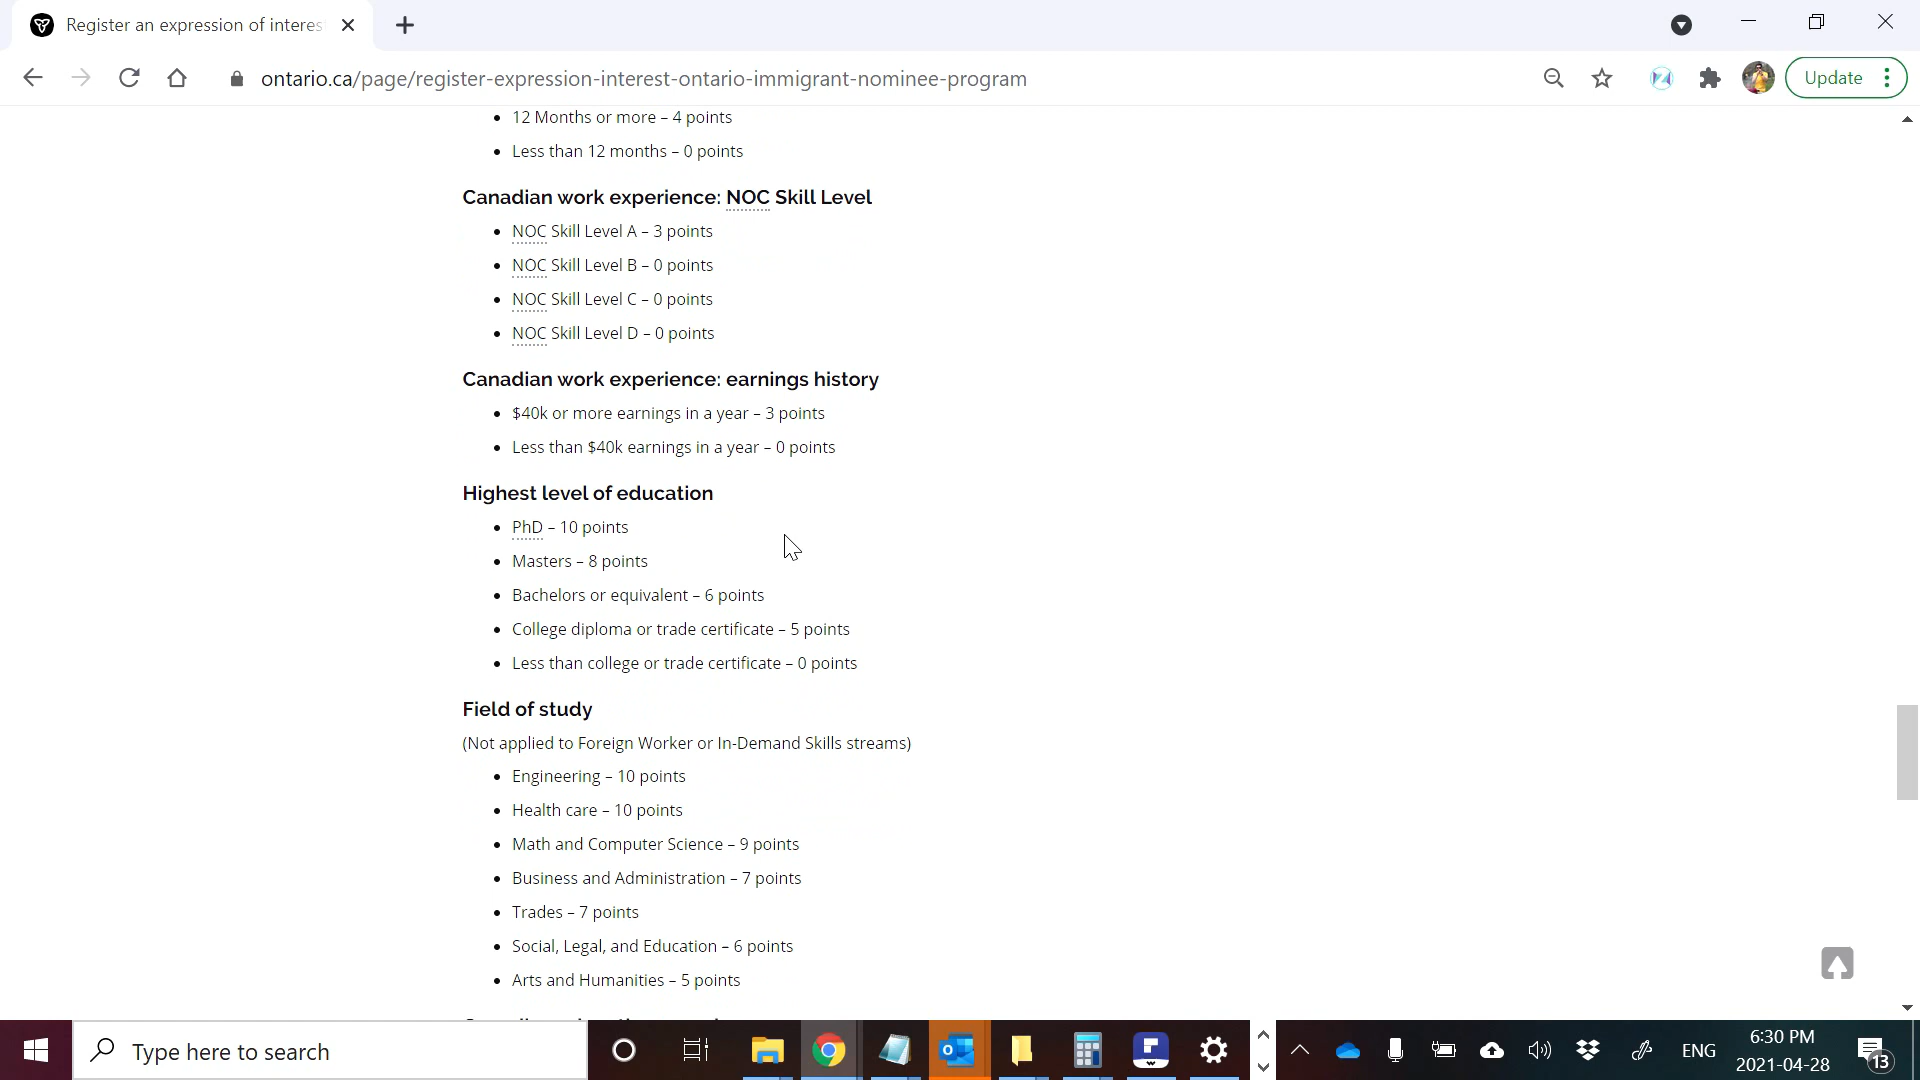 Register an expression of interes
ontario.ca/page/register-expression-interest-ontario-immigrant-nominee-program
Update
12 Months or more – 4 points
Less than 12 months – 0 points
Canadian work experience: NOC Skill Level
NOC Skill Level A – 3 points
NOC Skill Level B – 0 points
NOC Skill Level C – 0 points
NOC Skill Level D – 0 points
Canadian work experience: earnings history
$40k or more earnings in a year – 3 points
Less than $40k earnings in a year – 0 points
Highest level of education
PhD – 10 points
Masters – 8 points
Bachelors or equivalent – 6 points
College diploma or trade certificate – 5 points
Less than college or trade certificate – 0 points
Field of study
(Not applied to Foreign Worker or In-Demand Skills streams)
Engineering – 10 points
Health care – 10 points
Math and Computer Science – 9 points
Business and Administration – 7 points
Trades – 7 points
Social, Legal, and Education – 6 points
Arts and Humanities – 5 points
Type here to search
ENG
6:30 PM
2021-04-28
13